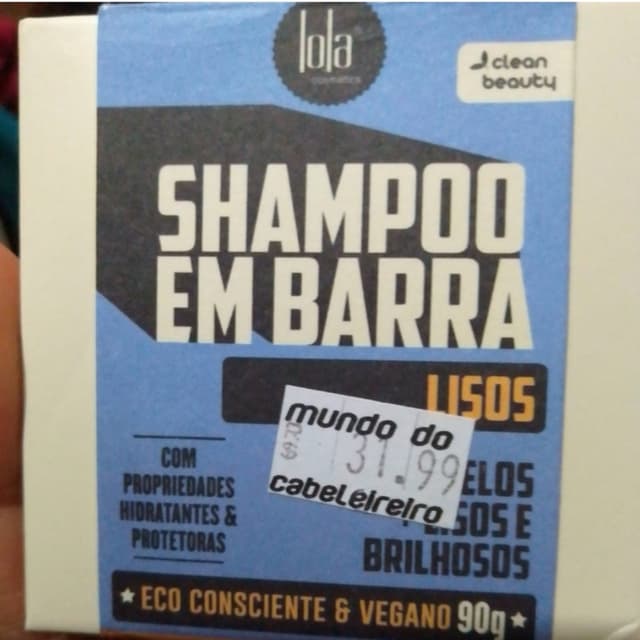 lola
cosmetics
clean
beauty
SHAMPOO
EM BARRA
LISOS
mundo do
R$ 31.99
cabeleireiro
COM
PROPRIEDADES
HIDRATANTES &
PROTETORAS
ELOS
LISOS E
BRILHOSOS
ECO CONSCIENTE & VEGANO 90g